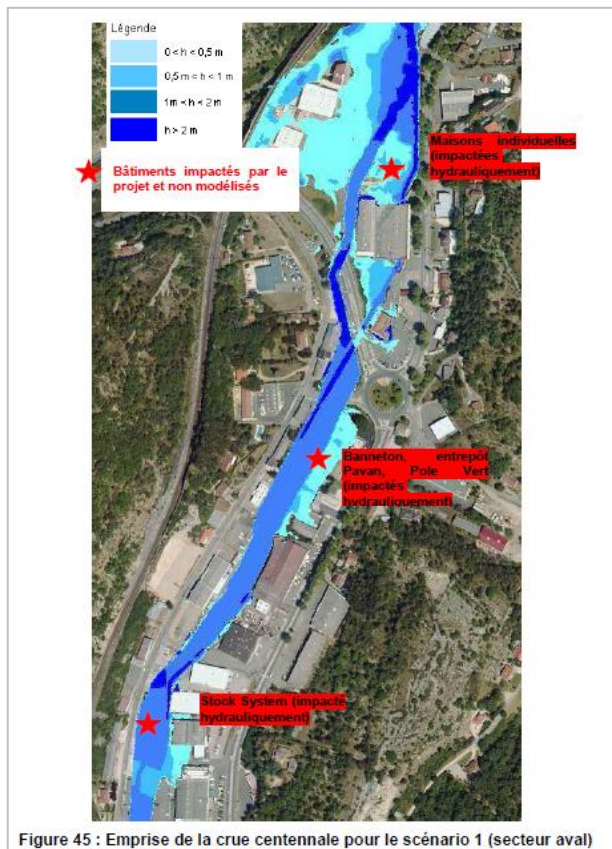 Légende
0 < h < 0,5 m
0,5 m < h < 1 m
1 m < h < 2 m
h > 2 m
Bâtiments impactés par le
projet et non modélisés
Maisons individuelles
(impactées
hydrauliquement)
Banneton, entrepôt
Pavan, Pole Vert
(impactés
hydrauliquement)
Stock System (impacté
hydrauliquement)
Figure 45 : Emprise de la crue centennale pour le scénario 1 (secteur aval)